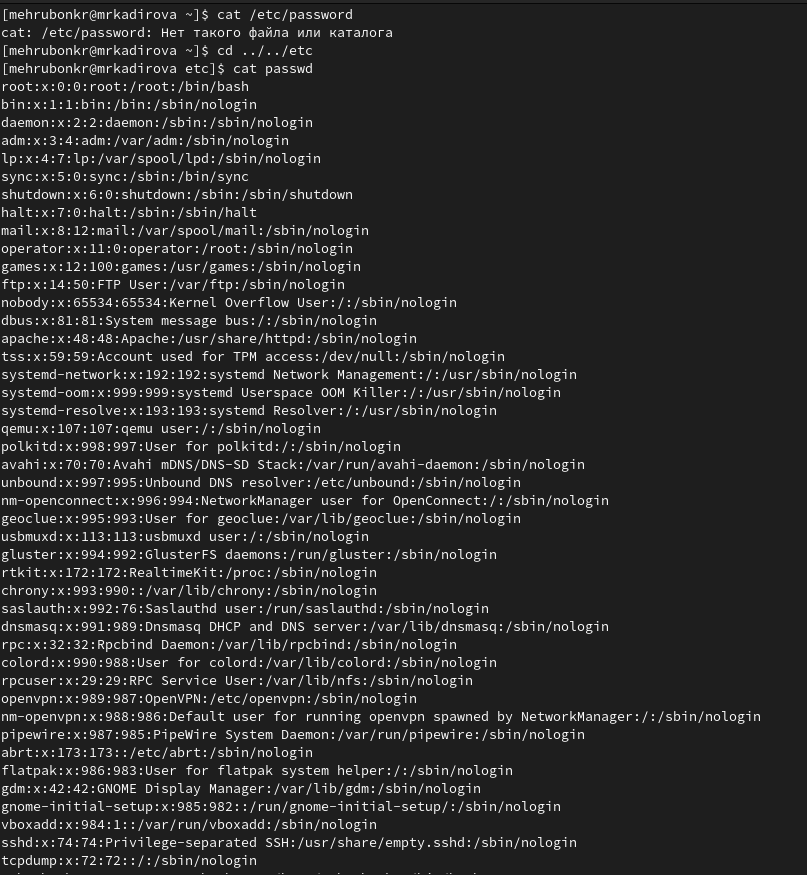 [mehrubonkr@mrkadirova ~]$ cat /etc/password
cat: /etc/password: Нет такого файла или каталога
[mehrubonkr@mrkadirova ~]$ cd ../../etc
[mehrubonkr@mrkadirova etc]$ cat passwd
root:x:0:0:root:/root:/bin/bash
bin:x:1:1:bin:/bin:/sbin/nologin
daemon:x:2:2:daemon:/sbin:/sbin/nologin
adm:x:3:4:adm:/var/adm:/sbin/nologin
lp:x:4:7:lp:/var/spool/lpd:/sbin/nologin
sync:x:5:0:sync:/sbin:/bin/sync
shutdown:x:6:0:shutdown:/sbin:/sbin/shutdown
halt:x:7:0:halt:/sbin:/sbin/halt
mail:x:8:12:mail:/var/spool/mail:/sbin/nologin
operator:x:11:0:operator:/root:/sbin/nologin
games:x:12:100:games:/usr/games:/sbin/nologin
ftp:x:14:50:FTP User:/var/ftp:/sbin/nologin
nobody:x:65534:65534:Kernel Overflow User:/:/sbin/nologin
dbus:x:81:81:System message bus:/:/sbin/nologin
apache:x:48:48:Apache:/usr/share/httpd:/sbin/nologin
tss:x:59:59:Account used for TPM access:/dev/null:/sbin/nologin
systemd-network:x:192:192:systemd Network Management:/:/usr/sbin/nologin
systemd-oom:x:999:999:systemd Userspace OOM Killer:/:/usr/sbin/nologin
systemd-resolve:x:193:193:systemd Resolver:/:/usr/sbin/nologin
qemu:x:107:107:qemu user:/:/sbin/nologin
polkitd:x:998:997:User for polkitd:/:/sbin/nologin
avahi:x:70:70:Avahi mDNS/DNS-SD Stack:/var/run/avahi-daemon:/sbin/nologin
unbound:x:997:995:Unbound DNS resolver:/etc/unbound:/sbin/nologin
nm-openconnect:x:996:994:NetworkManager user for OpenConnect:/:/sbin/nologin
geoclue:x:995:993:User for geoclue:/var/lib/geoclue:/sbin/nologin
usbmuxd:x:113:113:usbmuxd user:/:/sbin/nologin
gluster:x:994:992:GlusterFS daemons:/run/gluster:/sbin/nologin
rtkit:x:172:172:RealtimeKit:/proc:/sbin/nologin
chrony:x:993:990::/var/lib/chrony:/sbin/nologin
saslauth:x:992:76:Saslauthd user:/run/saslauthd:/sbin/nologin
dnsmasq:x:991:989:Dnsmasq DHCP and DNS server:/var/lib/dnsmasq:/sbin/nologin
rpc:x:32:32:Rpcbind Daemon:/var/lib/rpcbind:/sbin/nologin
colord:x:990:988:User for colord:/var/lib/colord:/sbin/nologin
rpcuser:x:29:29:RPC Service User:/var/lib/nfs:/sbin/nologin
openvpn:x:989:987:OpenVPN:/etc/openvpn:/sbin/nologin
nm-openvpn:x:988:986:Default user for running openvpn spawned by NetworkManager:/:/sbin/nologin
pipewire:x:987:985:PipeWire System Daemon:/var/run/pipewire:/sbin/nologin
abrt:x:173:173::/etc/abrt:/sbin/nologin
flatpak:x:986:983:User for flatpak system helper:/:/sbin/nologin
gdm:x:42:42:GNOME Display Manager:/var/lib/gdm:/sbin/nologin
gnome-initial-setup:x:985:982::/run/gnome-initial-setup/:/sbin/nologin
vboxadd:x:984:1::/var/run/vboxadd:/sbin/nologin
sshd:x:74:74:Privilege-separated SSH:/usr/share/empty.sshd:/sbin/nologin
tcpdump:x:72:72::/:/sbin/nologin